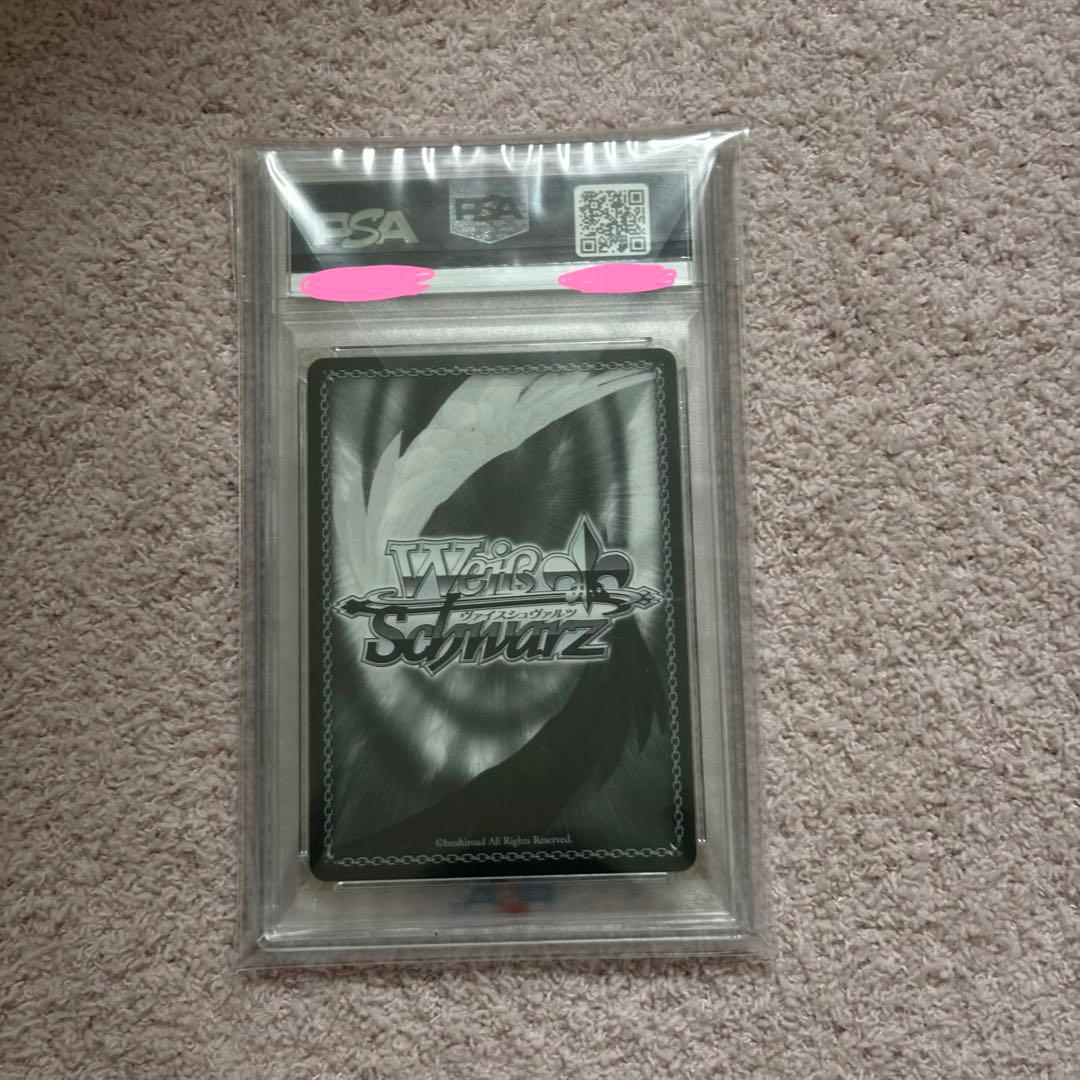 PSA
PSA
Weiß
ヴァイスシュヴァルツ
Schwarz
©bushiroad All Rights Reserved.